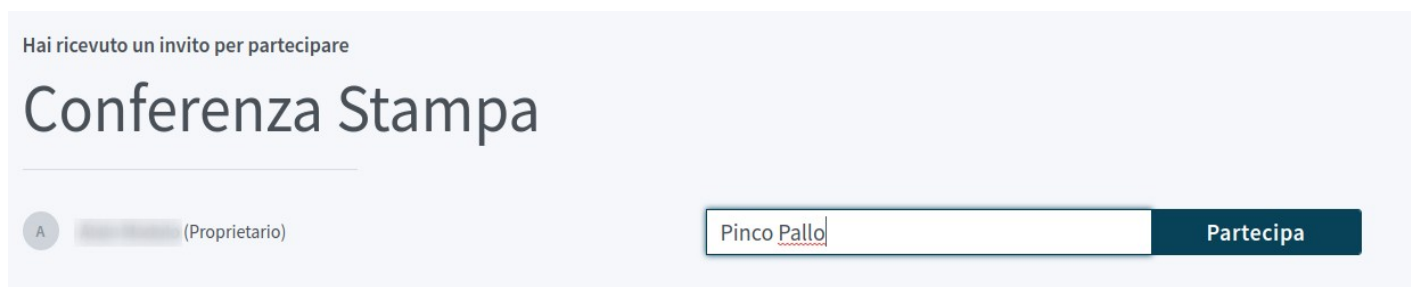 Hai ricevuto un invito per partecipare
Conferenza Stampa
A (Proprietario)
Pinco Pallo Partecipa